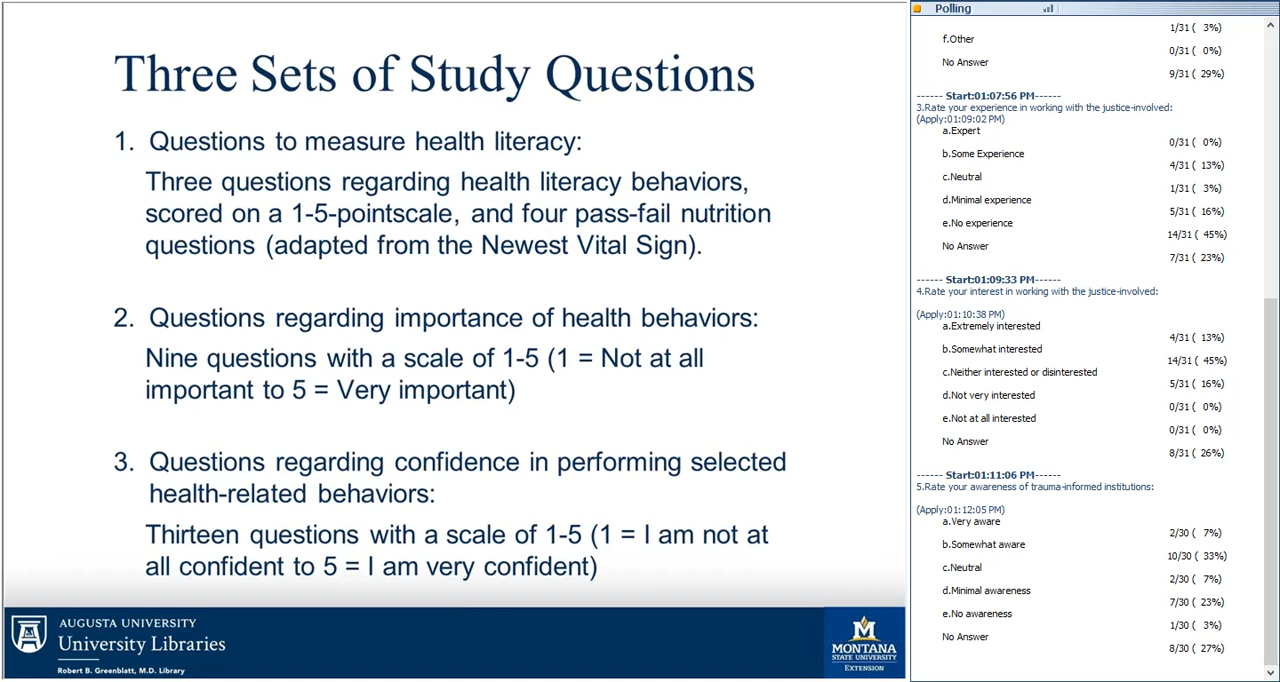 Three Sets of Study Questions
1. Questions to measure health literacy:
Three questions regarding health literacy behaviors,
scored on a 1-5-pointscale, and four pass-fail nutrition
questions (adapted from the Newest Vital Sign).
2. Questions regarding importance of health behaviors:
Nine questions with a scale of 1-5 (1 = Not at all
important to 5 = Very important)
3. Questions regarding confidence in performing selected
health-related behaviors:
Thirteen questions with a scale of 1-5 (1 = I am not at
all confident to 5 = I am very confident)
AUGUSTA UNIVERSITY
University Libraries
Robert B. Greenblatt, M.D. Library
M
MONTANA
STATE UNIVERSITY
EXTENSION
Polling
1/31 ( 3%)
f.Other
0/31 ( 0%)
No Answer
9/31 ( 29%)
------ Start:01:07:56 PM------
3.Rate your experience in working with the justice-involved:
(Apply:01:09:02 PM)
a.Expert
0/31 ( 0%)
b.Some Experience
4/31 ( 13%)
c.Neutral
1/31 ( 3%)
d.Minimal experience
5/31 ( 16%)
e.No experience
14/31 ( 45%)
No Answer
7/31 ( 23%)
------ Start:01:09:33 PM------
4.Rate your interest in working with the justice-involved:
(Apply:01:10:38 PM)
a.Extremely interested
4/31 ( 13%)
b.Somewhat interested
14/31 ( 45%)
c.Neither interested or disinterested
5/31 ( 16%)
d.Not very interested
0/31 ( 0%)
e.Not at all interested
0/31 ( 0%)
No Answer
8/31 ( 26%)
------ Start:01:11:06 PM------
5.Rate your awareness of trauma-informed institutions:
(Apply:01:12:05 PM)
a.Very aware
2/30 ( 7%)
b.Somewhat aware
10/30 ( 33%)
c.Neutral
2/30 ( 7%)
d.Minimal awareness
7/30 ( 23%)
e.No awareness
1/30 ( 3%)
No Answer
8/30 ( 27%)